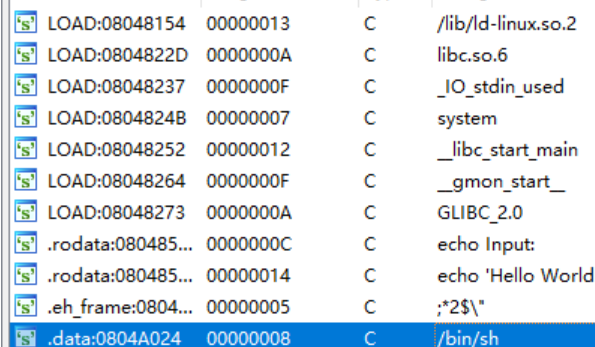 's' LOAD:08048154 00000013 C /lib/ld-linux.so.2
's' LOAD:0804822D 0000000A C libc.so.6
's' LOAD:08048237 0000000F C _IO_stdin_used
's' LOAD:0804824B 00000007 C system
's' LOAD:08048252 00000012 C __libc_start_main
's' LOAD:08048264 0000000F C __gmon_start__
's' LOAD:08048273 0000000A C GLIBC_2.0
's' .rodata:080485... 0000000C C echo Input:
's' .rodata:080485... 00000014 C echo 'Hello World
's' .eh_frame:0804... 00000005 C ;*2$\"
's' .data:0804A024 00000008 C /bin/sh